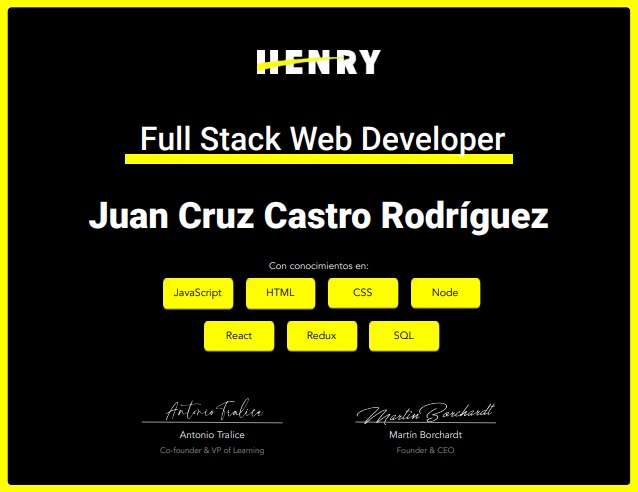 HENRY
Full Stack Web Developer
Juan Cruz Castro Rodríguez
Con conocimientos en:
JavaScript HTML CSS Node
React Redux SQL
Antonio Tralice Martin Borchardt
Antonio Tralice Martín Borchardt
Co-founder & VP of Learning Founder & CEO